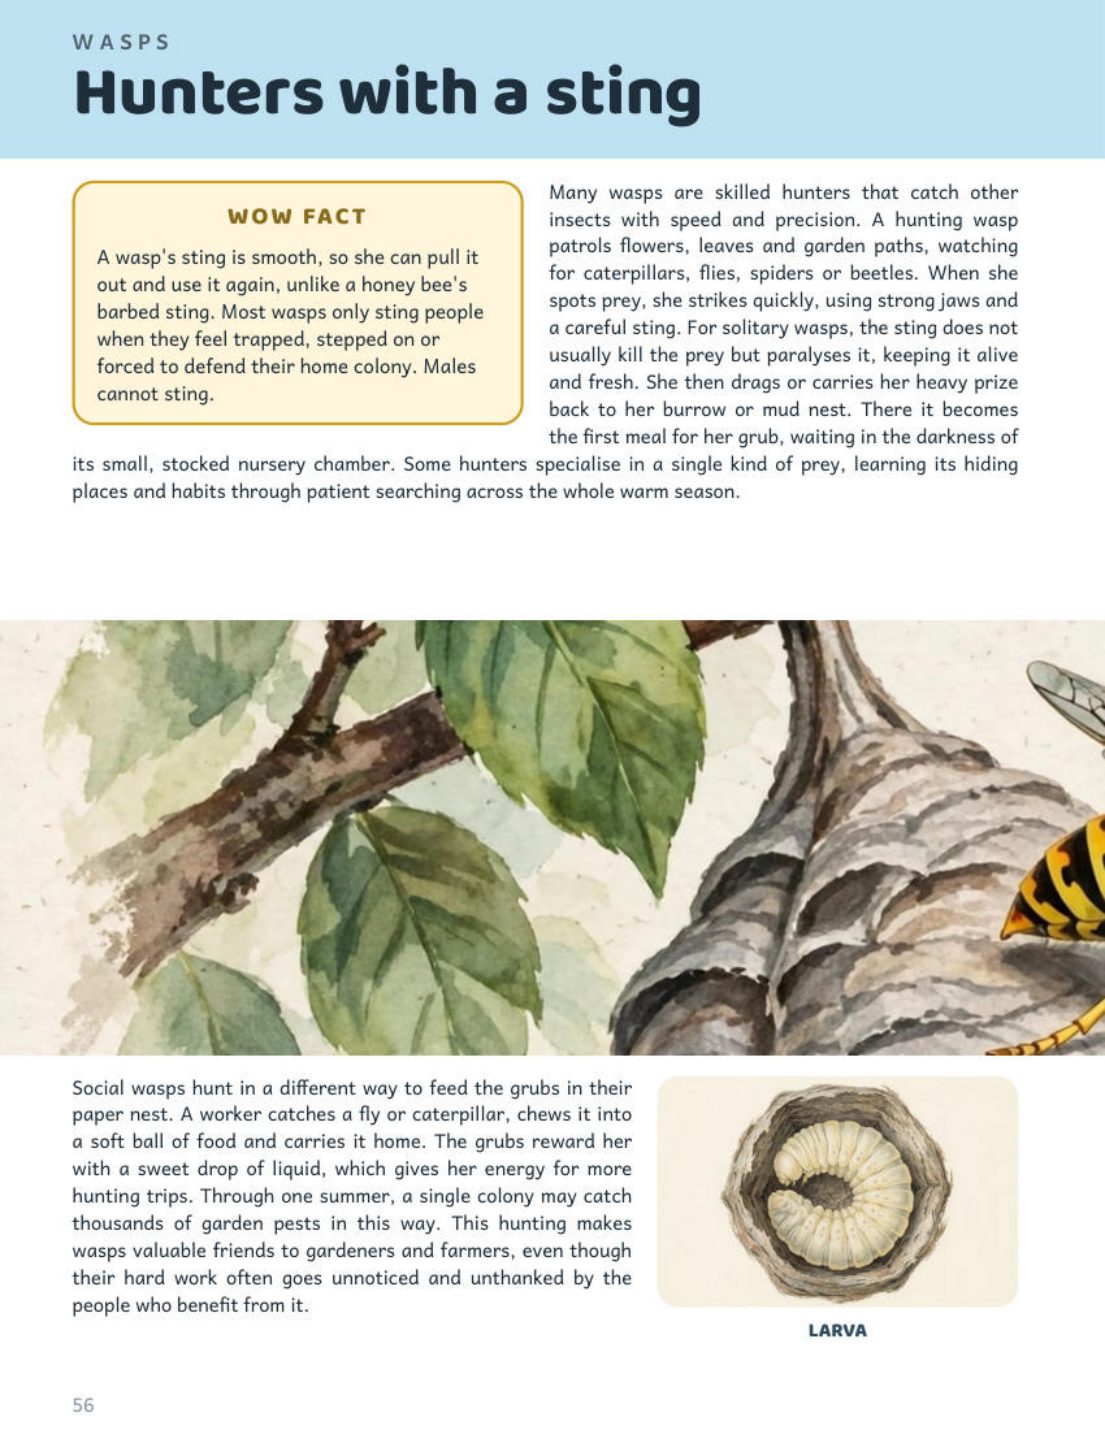 WASPS
Hunters with a sting
WOW FACT
A wasp's sting is smooth, so she can pull it
out and use it again, unlike a honey bee's
barbed sting. Most wasps only sting people
when they feel trapped, stepped on or
forced to defend their home colony. Males
cannot sting.
Many wasps are skilled hunters that catch other
insects with speed and precision. A hunting wasp
patrols flowers, leaves and garden paths, watching
for caterpillars, flies, spiders or beetles. When she
spots prey, she strikes quickly, using strong jaws and
a careful sting. For solitary wasps, the sting does not
usually kill the prey but paralyses it, keeping it alive
and fresh. She then drags or carries her heavy prize
back to her burrow or mud nest. There it becomes
the first meal for her grub, waiting in the darkness of
its small, stocked nursery chamber. Some hunters specialise in a single kind of prey, learning its hiding
places and habits through patient searching across the whole warm season.
Social wasps hunt in a different way to feed the grubs in their
paper nest. A worker catches a fly or caterpillar, chews it into
a soft ball of food and carries it home. The grubs reward her
with a sweet drop of liquid, which gives her energy for more
hunting trips. Through one summer, a single colony may catch
thousands of garden pests in this way. This hunting makes
wasps valuable friends to gardeners and farmers, even though
their hard work often goes unnoticed and unthanked by the
people who benefit from it.
LARVA
56